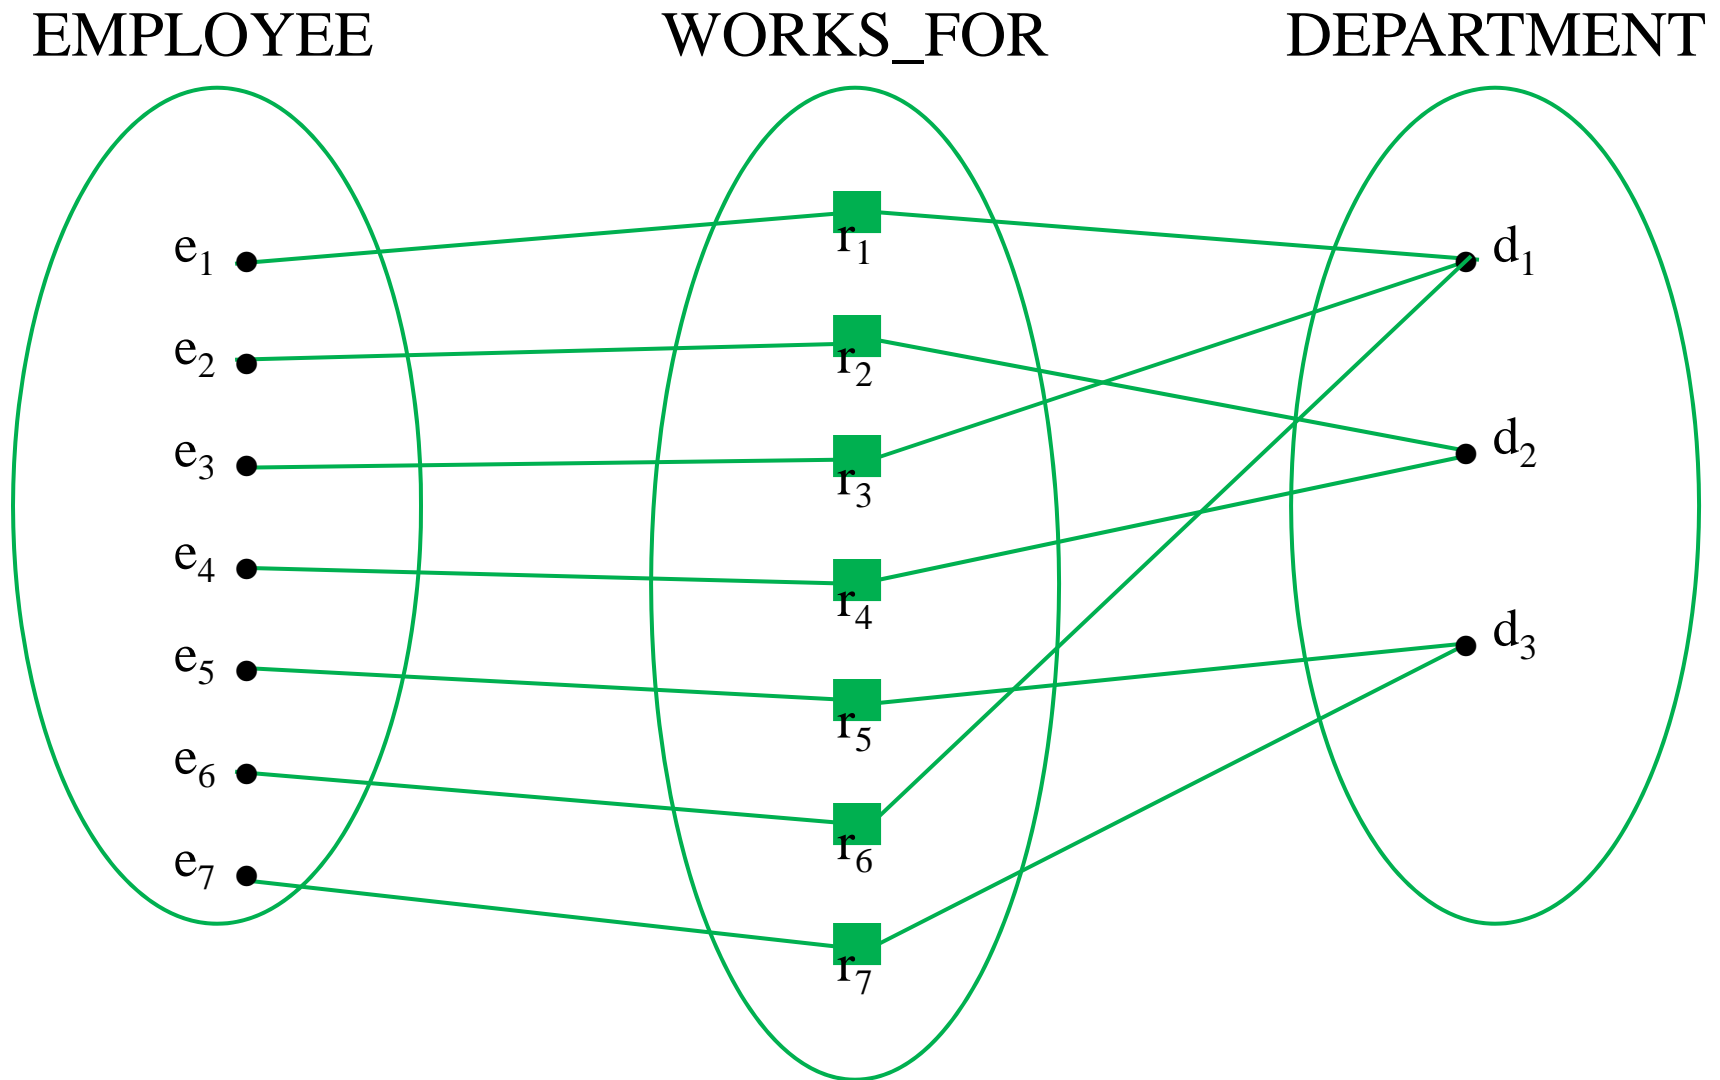 EMPLOYEE
WORKS_FOR
DEPARTMENT
e1
e2
e3
e4
e5
e6
e7
r1
r2
r3
r4
r5
r6
r7
d1
d2
d3